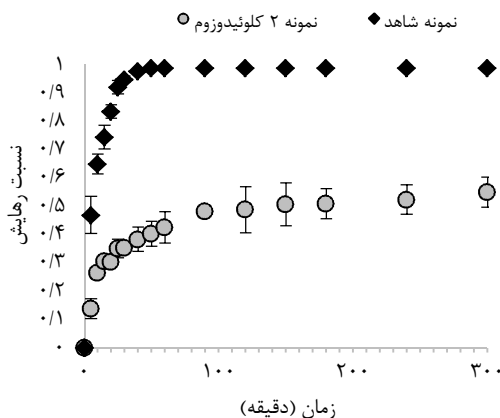 نمونه شاهد
نمونه ۲ کلوئیدوزوم
۱
۰/۹
۰/۸
۰/۷
۰/۶
۰/۵
۰/۴
۰/۳
۰/۲
۰/۱
۰
نسبت رهایش
۰ ۱۰۰ ۲۰۰ ۳۰۰
زمان (دقیقه)